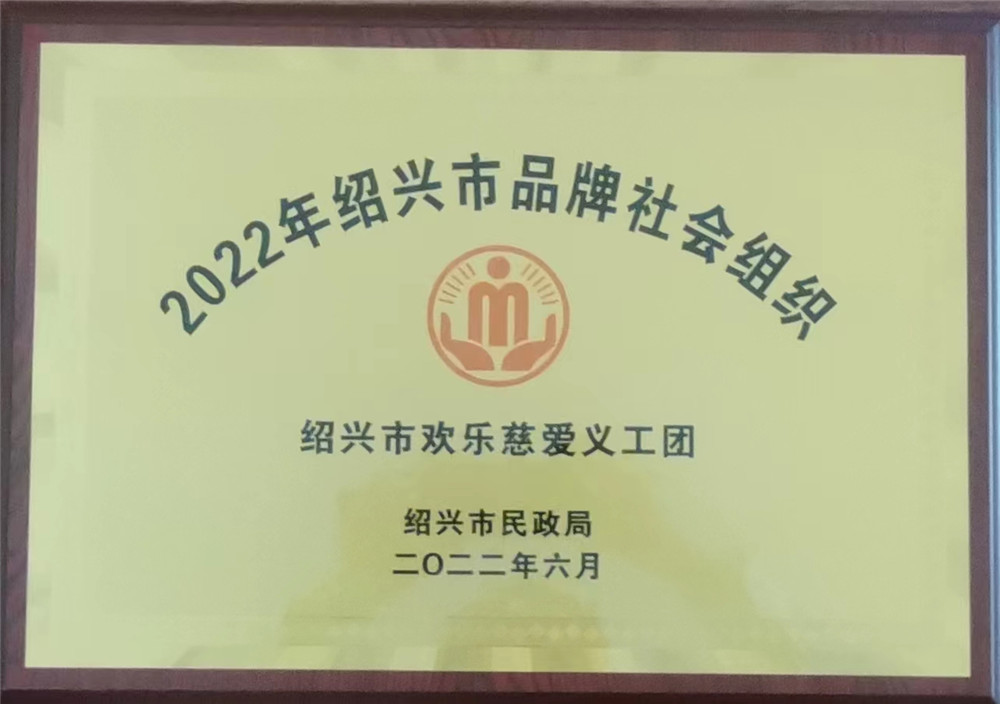 2022年绍兴市品牌社会组织
绍兴市欢乐慈爱义工团
绍兴市民政局
二〇二二年六月